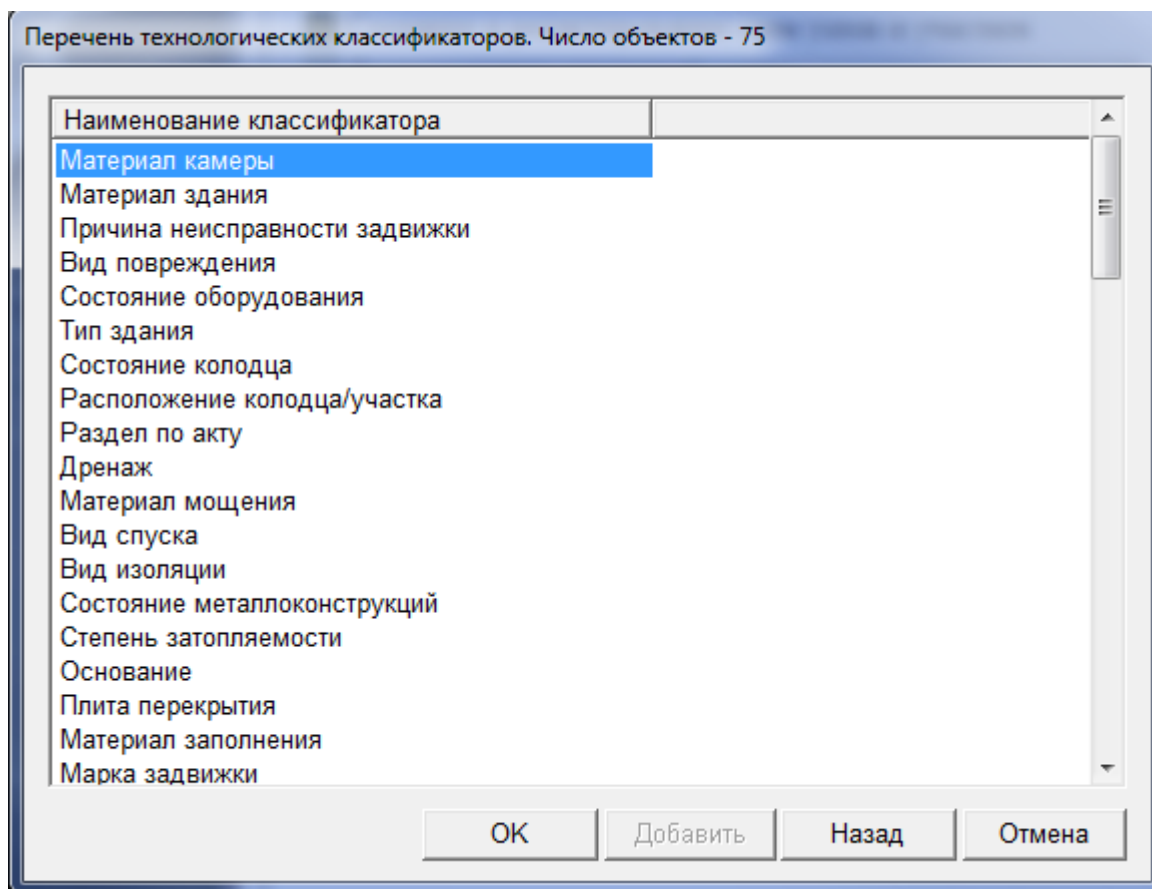 Перечень технологических классификаторов. Число объектов - 75
Наименование классификатора
Материал камеры
Материал здания
Причина неисправности задвижки
Вид повреждения
Состояние оборудования
Тип здания
Состояние колодца
Расположение колодца/участка
Раздел по акту
Дренаж
Материал мощения
Вид спуска
Вид изоляции
Состояние металлоконструкций
Степень затопляемости
Основание
Плита перекрытия
Материал заполнения
Марка задвижки
OK Добавить Назад Отмена